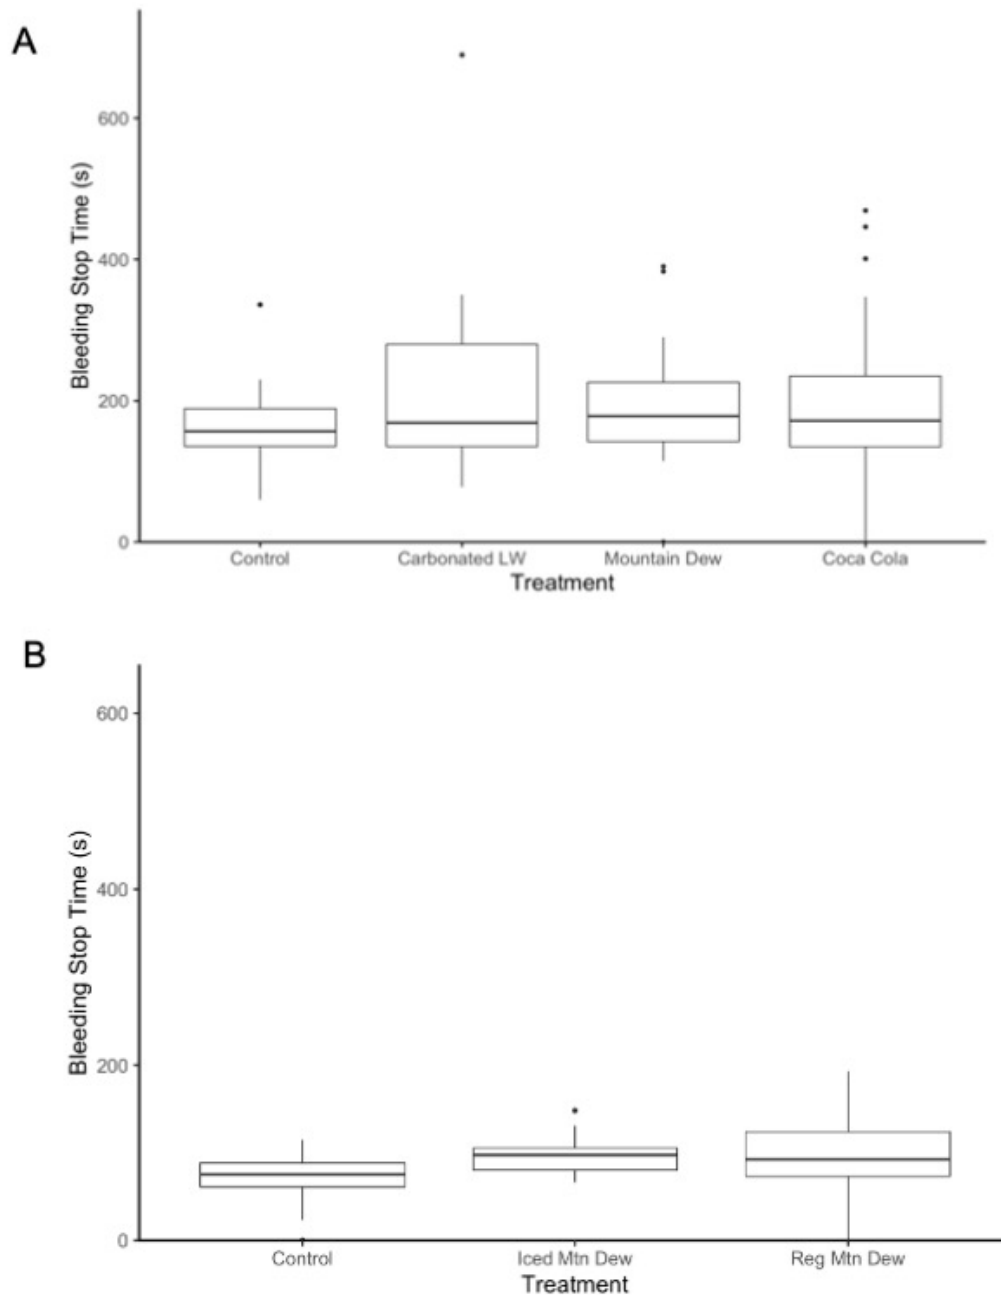 A
Bleeding Stop Time (s)
600
400
200
0
Control Carbonated LW Mountain Dew Coca Cola
Treatment
B
Bleeding Stop Time (s)
600
400
200
0
Control Iced Mtn Dew Reg Mtn Dew
Treatment